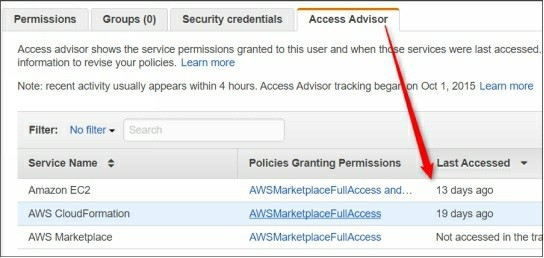 Permissions Groups (0) Security credentials Access Advisor
Access advisor shows the service permissions granted to this user and when those services were last accessed.
information to revise your policies. Learn more
Note: recent activity usually appears within 4 hours. Access Advisor tracking began on Oct 1, 2015 Learn more
Filter: No filter Search
Service Name Policies Granting Permissions Last Accessed
Amazon EC2 AWSMarketplaceFullAccess and... 13 days ago
AWS CloudFormation AWSMarketplaceFullAccess 19 days ago
AWS Marketplace AWSMarketplaceFullAccess Not accessed in the tra